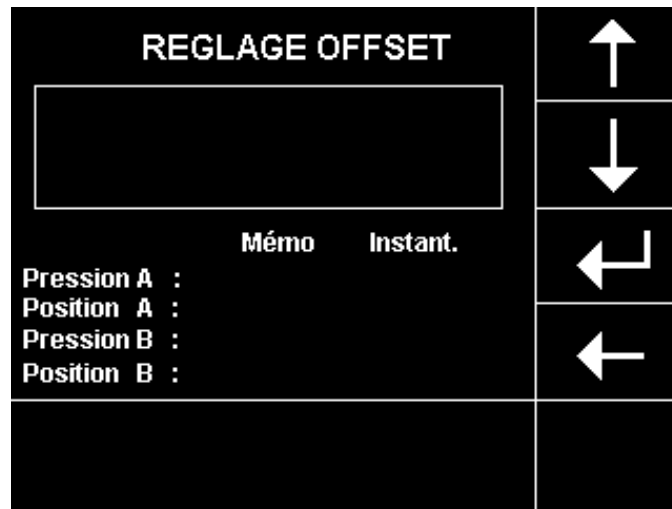 REGLAGE OFFSET
Mémo Instant.
Pression A :
Position A :
Pression B :
Position B :